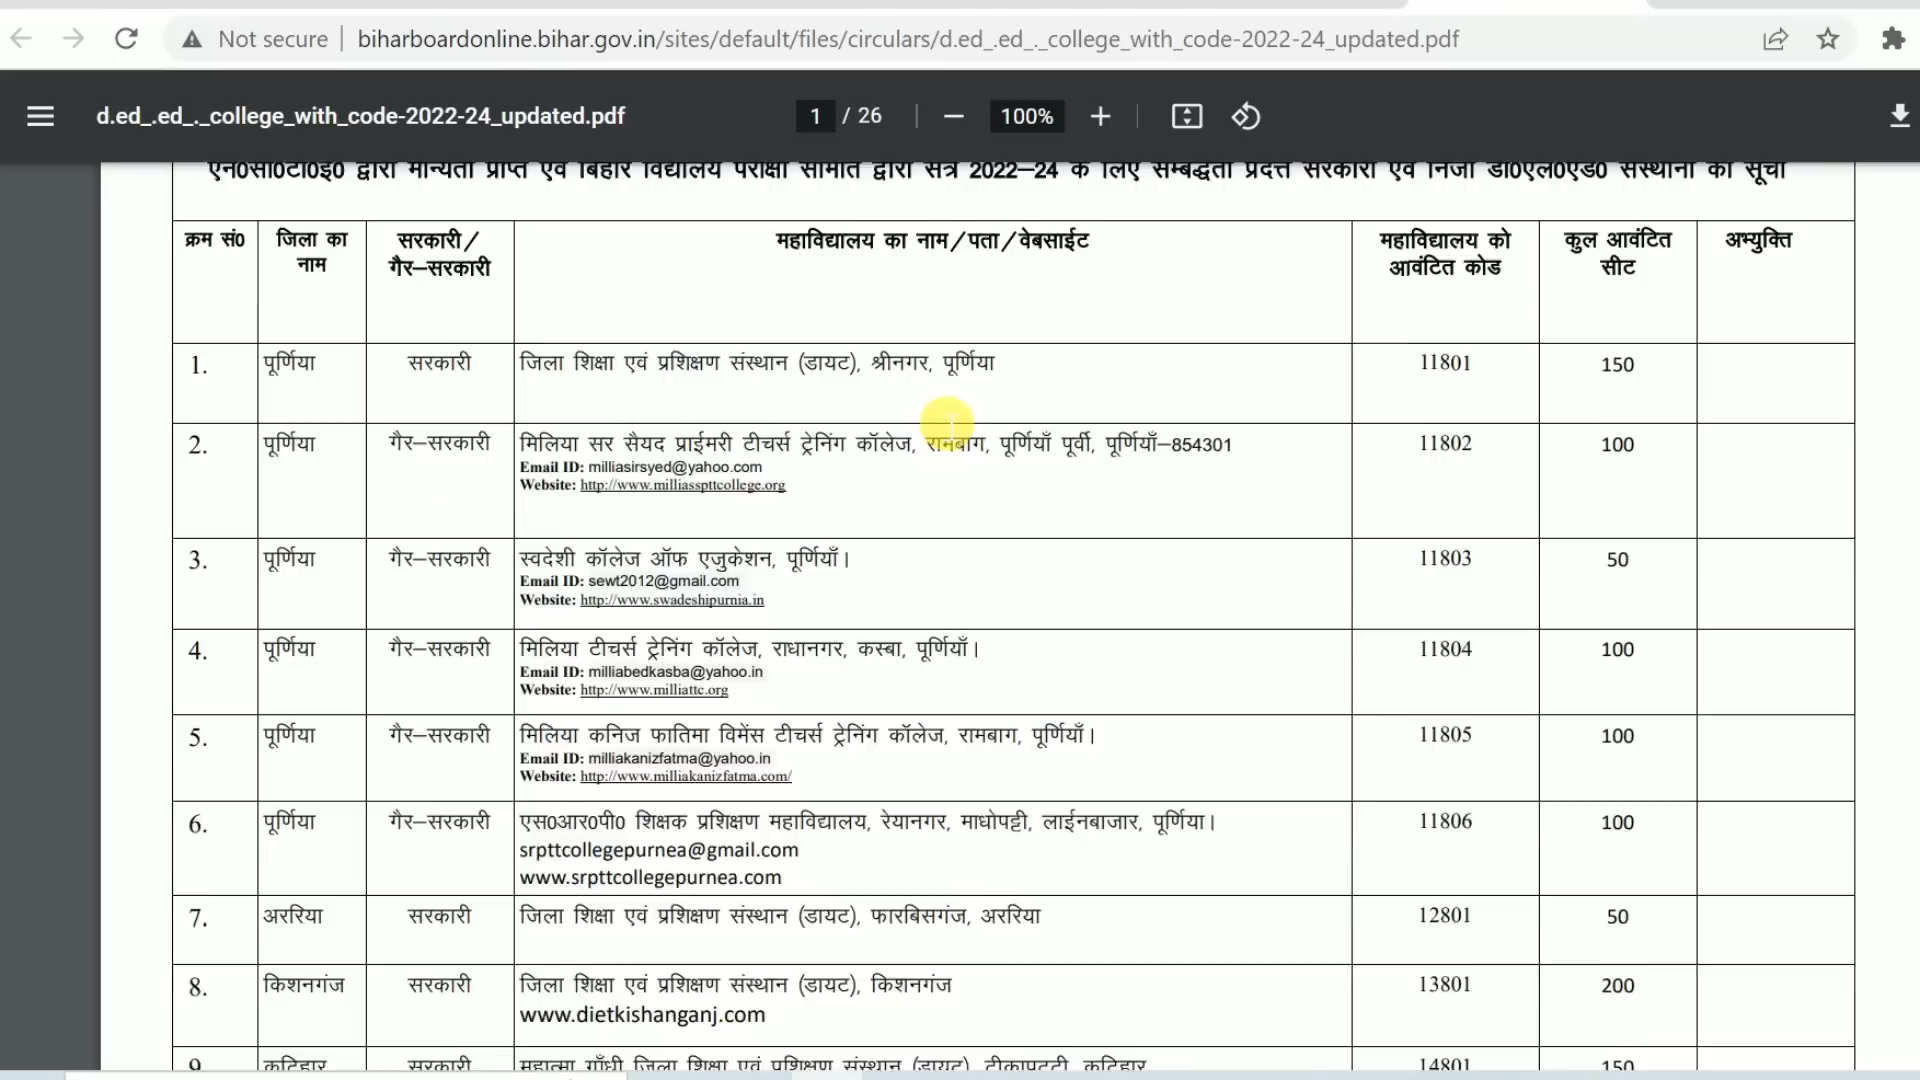 Not secure | biharboardonline.bihar.gov.in/sites/default/files/circulars/d.ed_.ed_._college_with_code-2022-24_updated.pdf
d.ed_.ed_._college_with_code-2022-24_updated.pdf 1 / 26 100%
एन0सी0टी0इ0 द्वारा मान्यता प्राप्त एवं बिहार विद्यालय परीक्षा समिति द्वारा सत्र 2022–24 के लिए सम्बद्धता प्रदत्त सरकारी एवं निजी डी0एल0एड0 संस्थानों की सूची
क्रम सं0 जिला का नाम सरकारी/ गैर–सरकारी महाविद्यालय का नाम/पता/वेबसाईट महाविद्यालय को आवंटित कोड कुल आवंटित सीट अभ्युक्ति
1. पूर्णिया सरकारी जिला शिक्षा एवं प्रशिक्षण संस्थान (डायट), श्रीनगर, पूर्णिया 11801 150
2. पूर्णिया गैर–सरकारी मिलिया सर सैयद प्राईमरी टीचर्स ट्रेनिंग कॉलेज, रामबाग, पूर्णियाँ पूर्वी, पूर्णियाँ–854301 11802 100
Email ID: milliasirsyed@yahoo.com
Website: http://www.milliasspttcollege.org
3. पूर्णिया गैर–सरकारी स्वदेशी कॉलेज ऑफ एजुकेशन, पूर्णियाँ। 11803 50
Email ID: sewt2012@gmail.com
Website: http://www.swadeshipurnia.in
4. पूर्णिया गैर–सरकारी मिलिया टीचर्स ट्रेनिंग कॉलेज, राधानगर, कस्बा, पूर्णियाँ। 11804 100
Email ID: milliabedkasba@yahoo.in
Website: http://www.milliattc.org
5. पूर्णिया गैर–सरकारी मिलिया कनिज फातिमा विमेंस टीचर्स ट्रेनिंग कॉलेज, रामबाग, पूर्णियाँ। 11805 100
Email ID: milliakanizfatma@yahoo.in
Website: http://www.milliakanizfatma.com/
6. पूर्णिया गैर–सरकारी एस0आर0पी0 शिक्षक प्रशिक्षण महाविद्यालय, रेयानगर, माधोपट्टी, लाईनबाजार, पूर्णिया। 11806 100
srpttcollegepurnea@gmail.com
www.srpttcollegepurnea.com
7. अररिया सरकारी जिला शिक्षा एवं प्रशिक्षण संस्थान (डायट), फारबिसगंज, अररिया 12801 50
8. किशनगंज सरकारी जिला शिक्षा एवं प्रशिक्षण संस्थान (डायट), किशनगंज 13801 200
www.dietkishanganj.com
9. कटिहार सरकारी महात्मा गाँधी जिला शिक्षा एवं प्रशिक्षण संस्थान (डायट), टीकापट्टी, कटिहार 14801 150